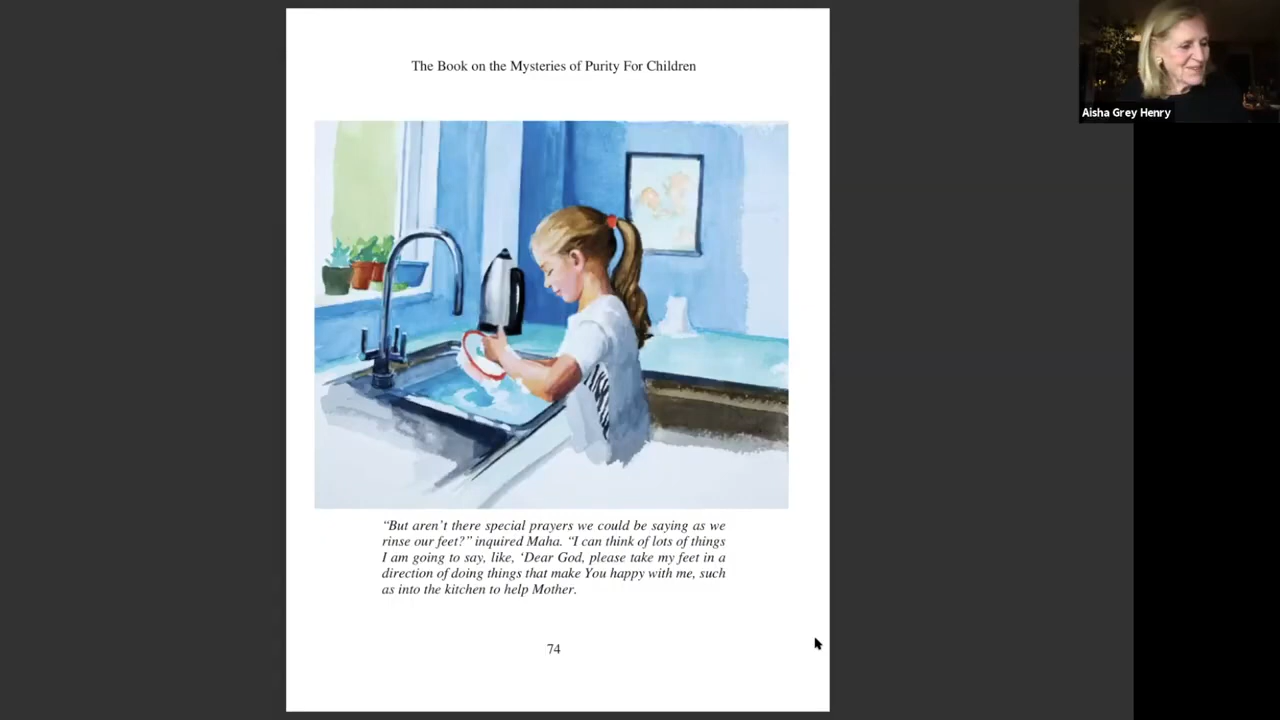 The Book on the Mysteries of Purity For Children
Aisha Grey Henry
“But aren’t there special prayers we could be saying as we
rinse our feet?” inquired Maha. “I can think of lots of things
I am going to say, like, ‘Dear God, please take my feet in a
direction of doing things that make You happy with me, such
as into the kitchen to help Mother.
74